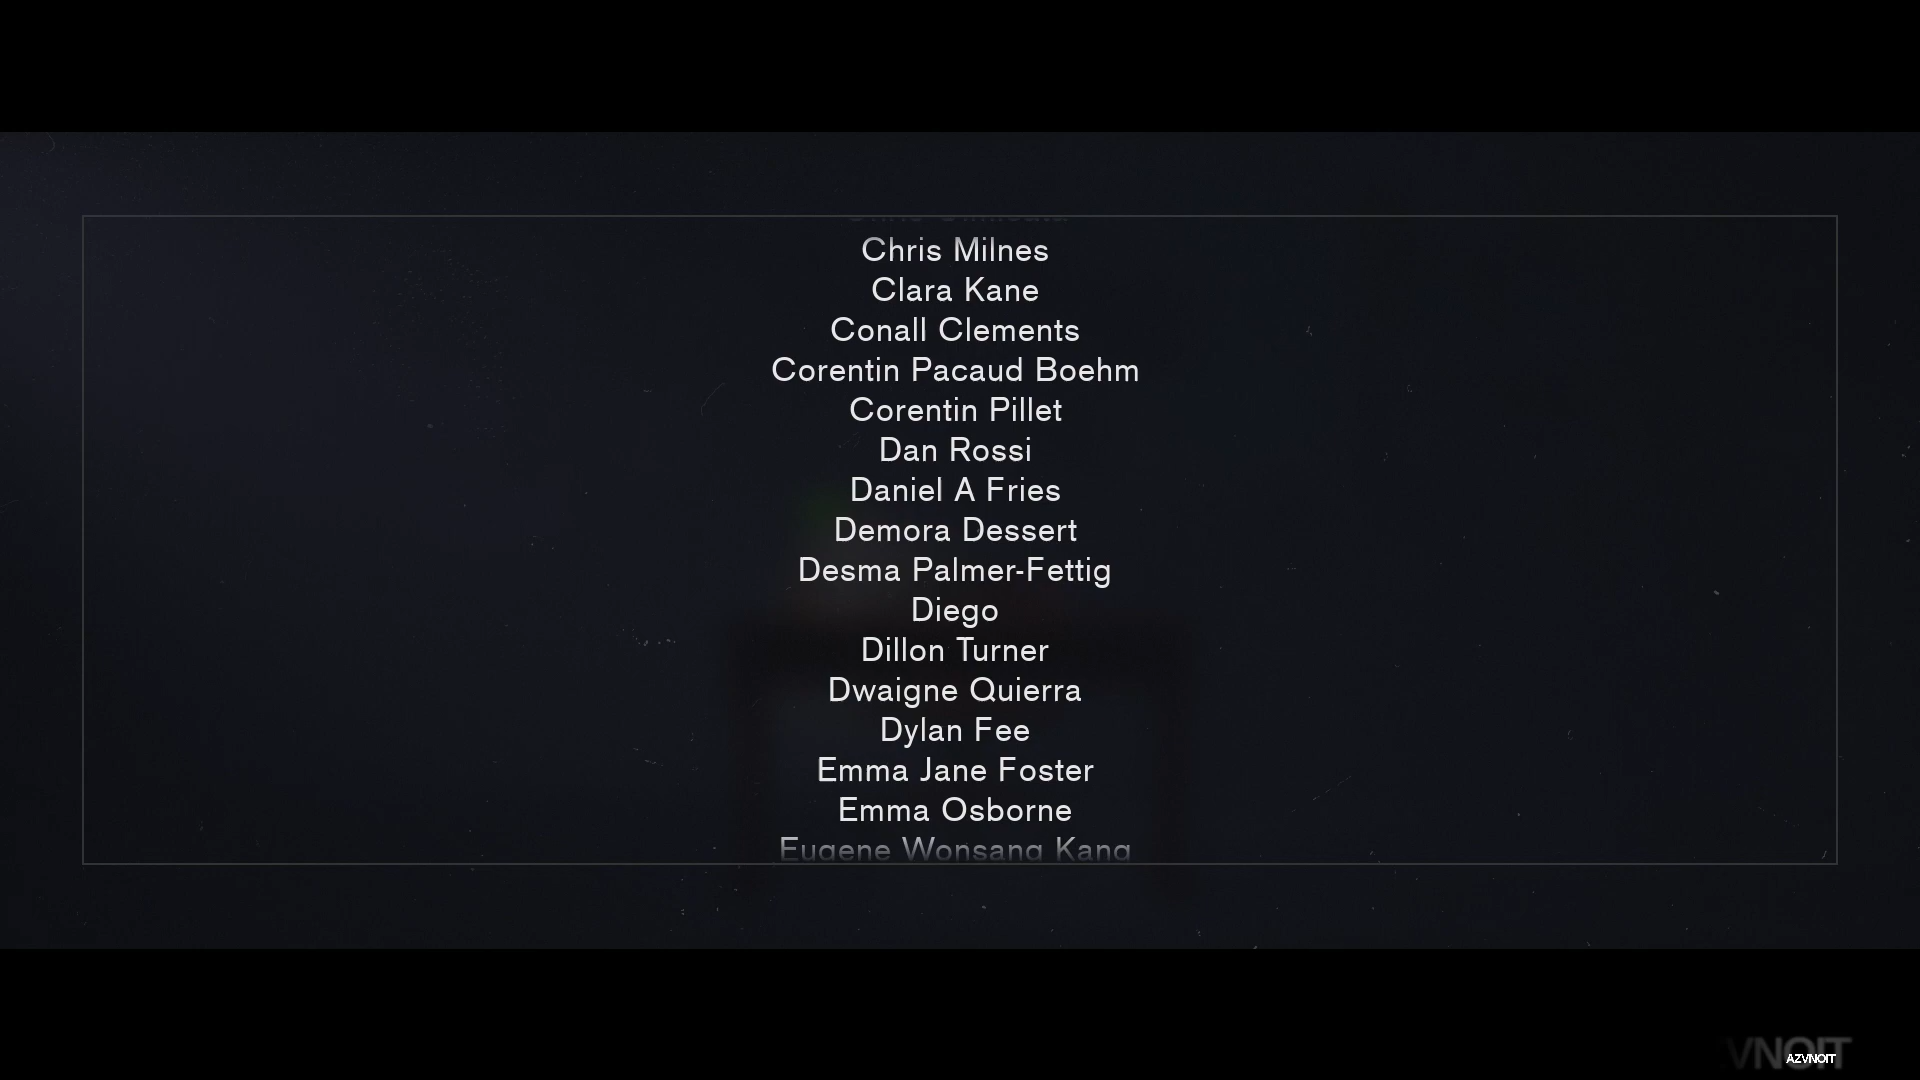 Chris Milnes
Clara Kane
Conall Clements
Corentin Pacaud Boehm
Corentin Pillet
Dan Rossi
Daniel A Fries
Demora Dessert
Desma Palmer-Fettig
Diego
Dillon Turner
Dwaigne Quierra
Dylan Fee
Emma Jane Foster
Emma Osborne
Eugene Wonsang Kang
VNOIT
AZVNOIT